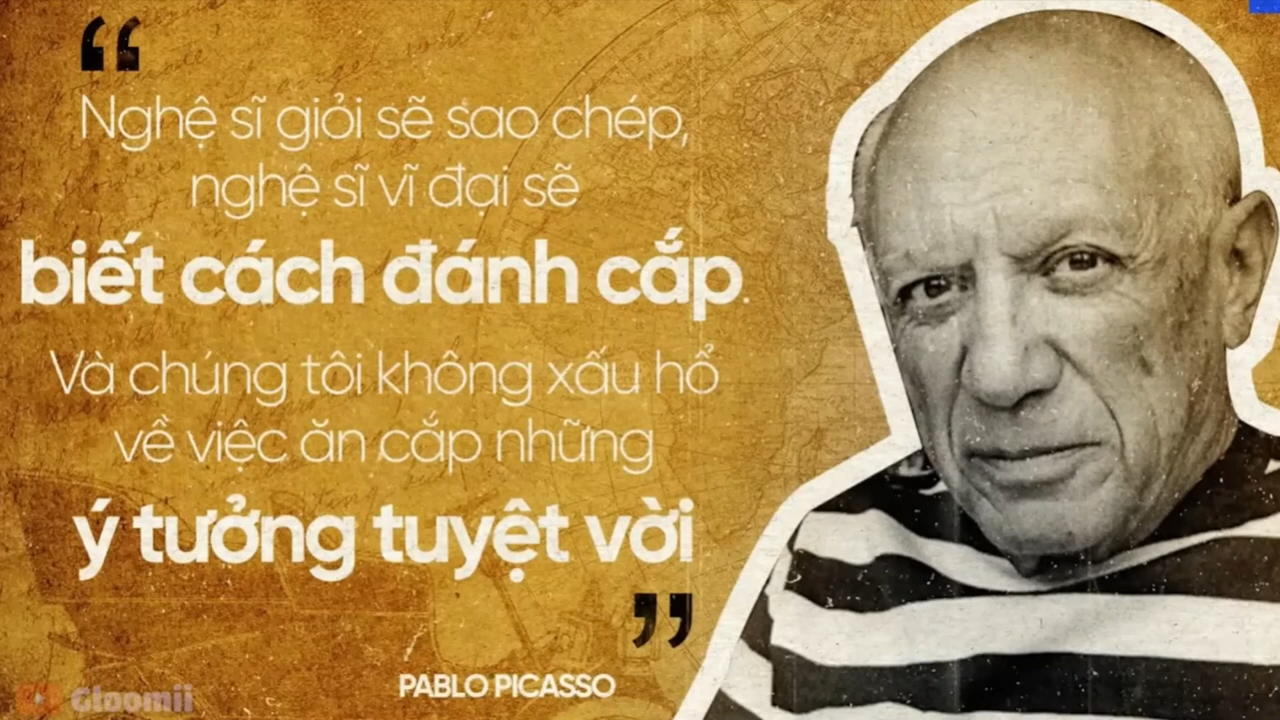 “
Nghệ sĩ giỏi sẽ sao chép,
nghệ sĩ vĩ đại sẽ
biết cách đánh cắp.
Và chúng tôi không xấu hổ
về việc ăn cắp những
ý tưởng tuyệt vời
”
PABLO PICASSO
Gloomii